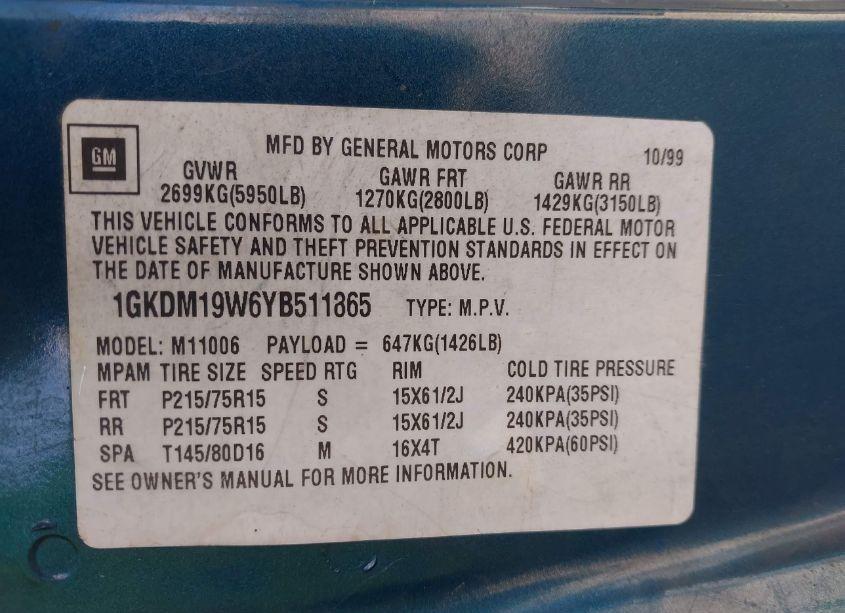 GM
MFD BY GENERAL MOTORS CORP 10/99
GVWR GAWR FRT GAWR RR
2699KG(5950LB) 1270KG(2800LB) 1429KG(3150LB)
THIS VEHICLE CONFORMS TO ALL APPLICABLE U.S. FEDERAL MOTOR
VEHICLE SAFETY AND THEFT PREVENTION STANDARDS IN EFFECT ON
THE DATE OF MANUFACTURE SHOWN ABOVE.
1GKDM19W6YB511865 TYPE: M.P.V.
MODEL: M11006 PAYLOAD = 647KG(1426LB)
MPAM TIRE SIZE SPEED RTG RIM COLD TIRE PRESSURE
FRT P215/75R15 S 15X61/2J 240KPA(35PSI)
RR P215/75R15 S 15X61/2J 240KPA(35PSI)
SPA T145/80D16 M 16X4T 420KPA(60PSI)
SEE OWNER'S MANUAL FOR MORE INFORMATION.